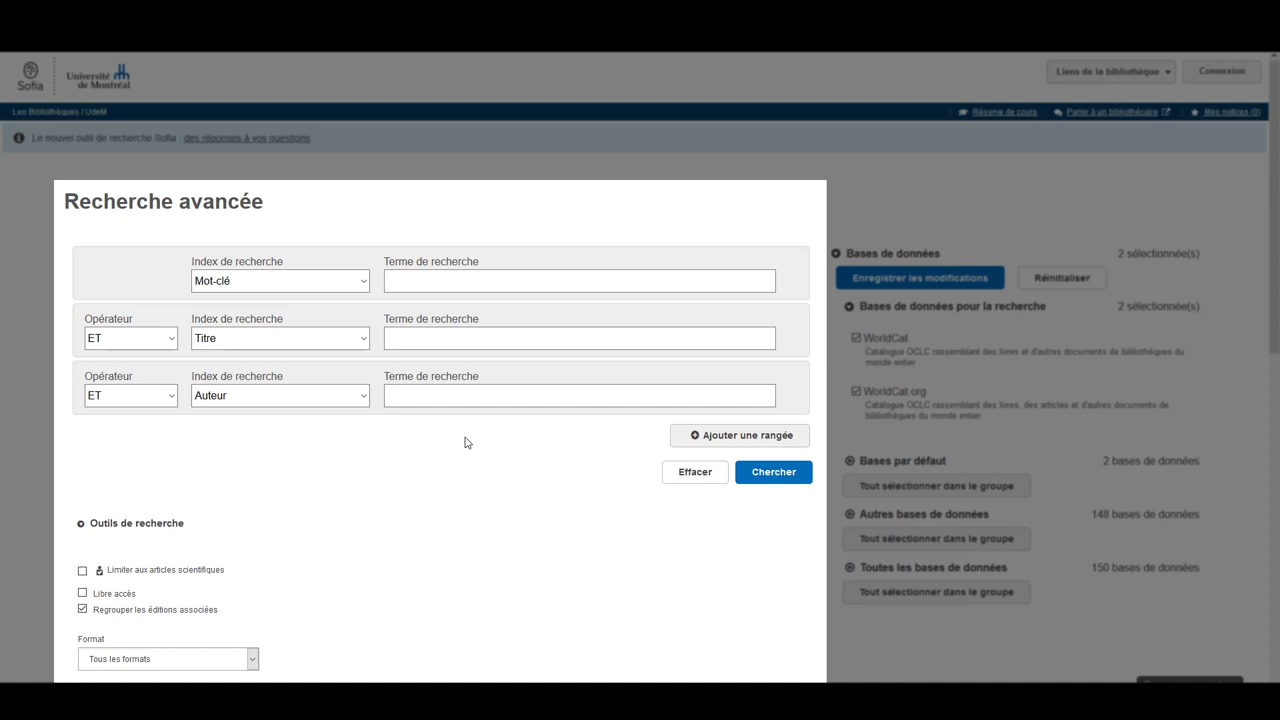 Sofia
Université
de Montréal
Liens de la bibliothèque
Connexion
Les Bibliothèques / UdeM
Réserve de cours
Parler à un bibliothécaire
Mes notices (0)
Le nouvel outil de recherche Sofia : des réponses à vos questions
Recherche avancée
Index de recherche Terme de recherche
Mot-clé
Opérateur Index de recherche Terme de recherche
ET Titre
Opérateur Index de recherche Terme de recherche
ET Auteur
Ajouter une rangée
Effacer Chercher
Outils de recherche
Limiter aux articles scientifiques
Libre accès
Regrouper les éditions associées
Format
Tous les formats
Bases de données 2 sélectionnée(s)
Enregistrer les modifications Réinitialiser
Bases de données pour la recherche 2 sélectionnée(s)
WorldCat
Catalogue OCLC rassemblant des livres et d'autres documents de bibliothèques du
monde entier
WorldCat.org
Catalogue OCLC rassemblant des livres, des articles et d'autres documents de
bibliothèques du monde entier
Bases par défaut 2 bases de données
Tout sélectionner dans le groupe
Autres bases de données 148 bases de données
Tout sélectionner dans le groupe
Toutes les bases de données 150 bases de données
Tout sélectionner dans le groupe